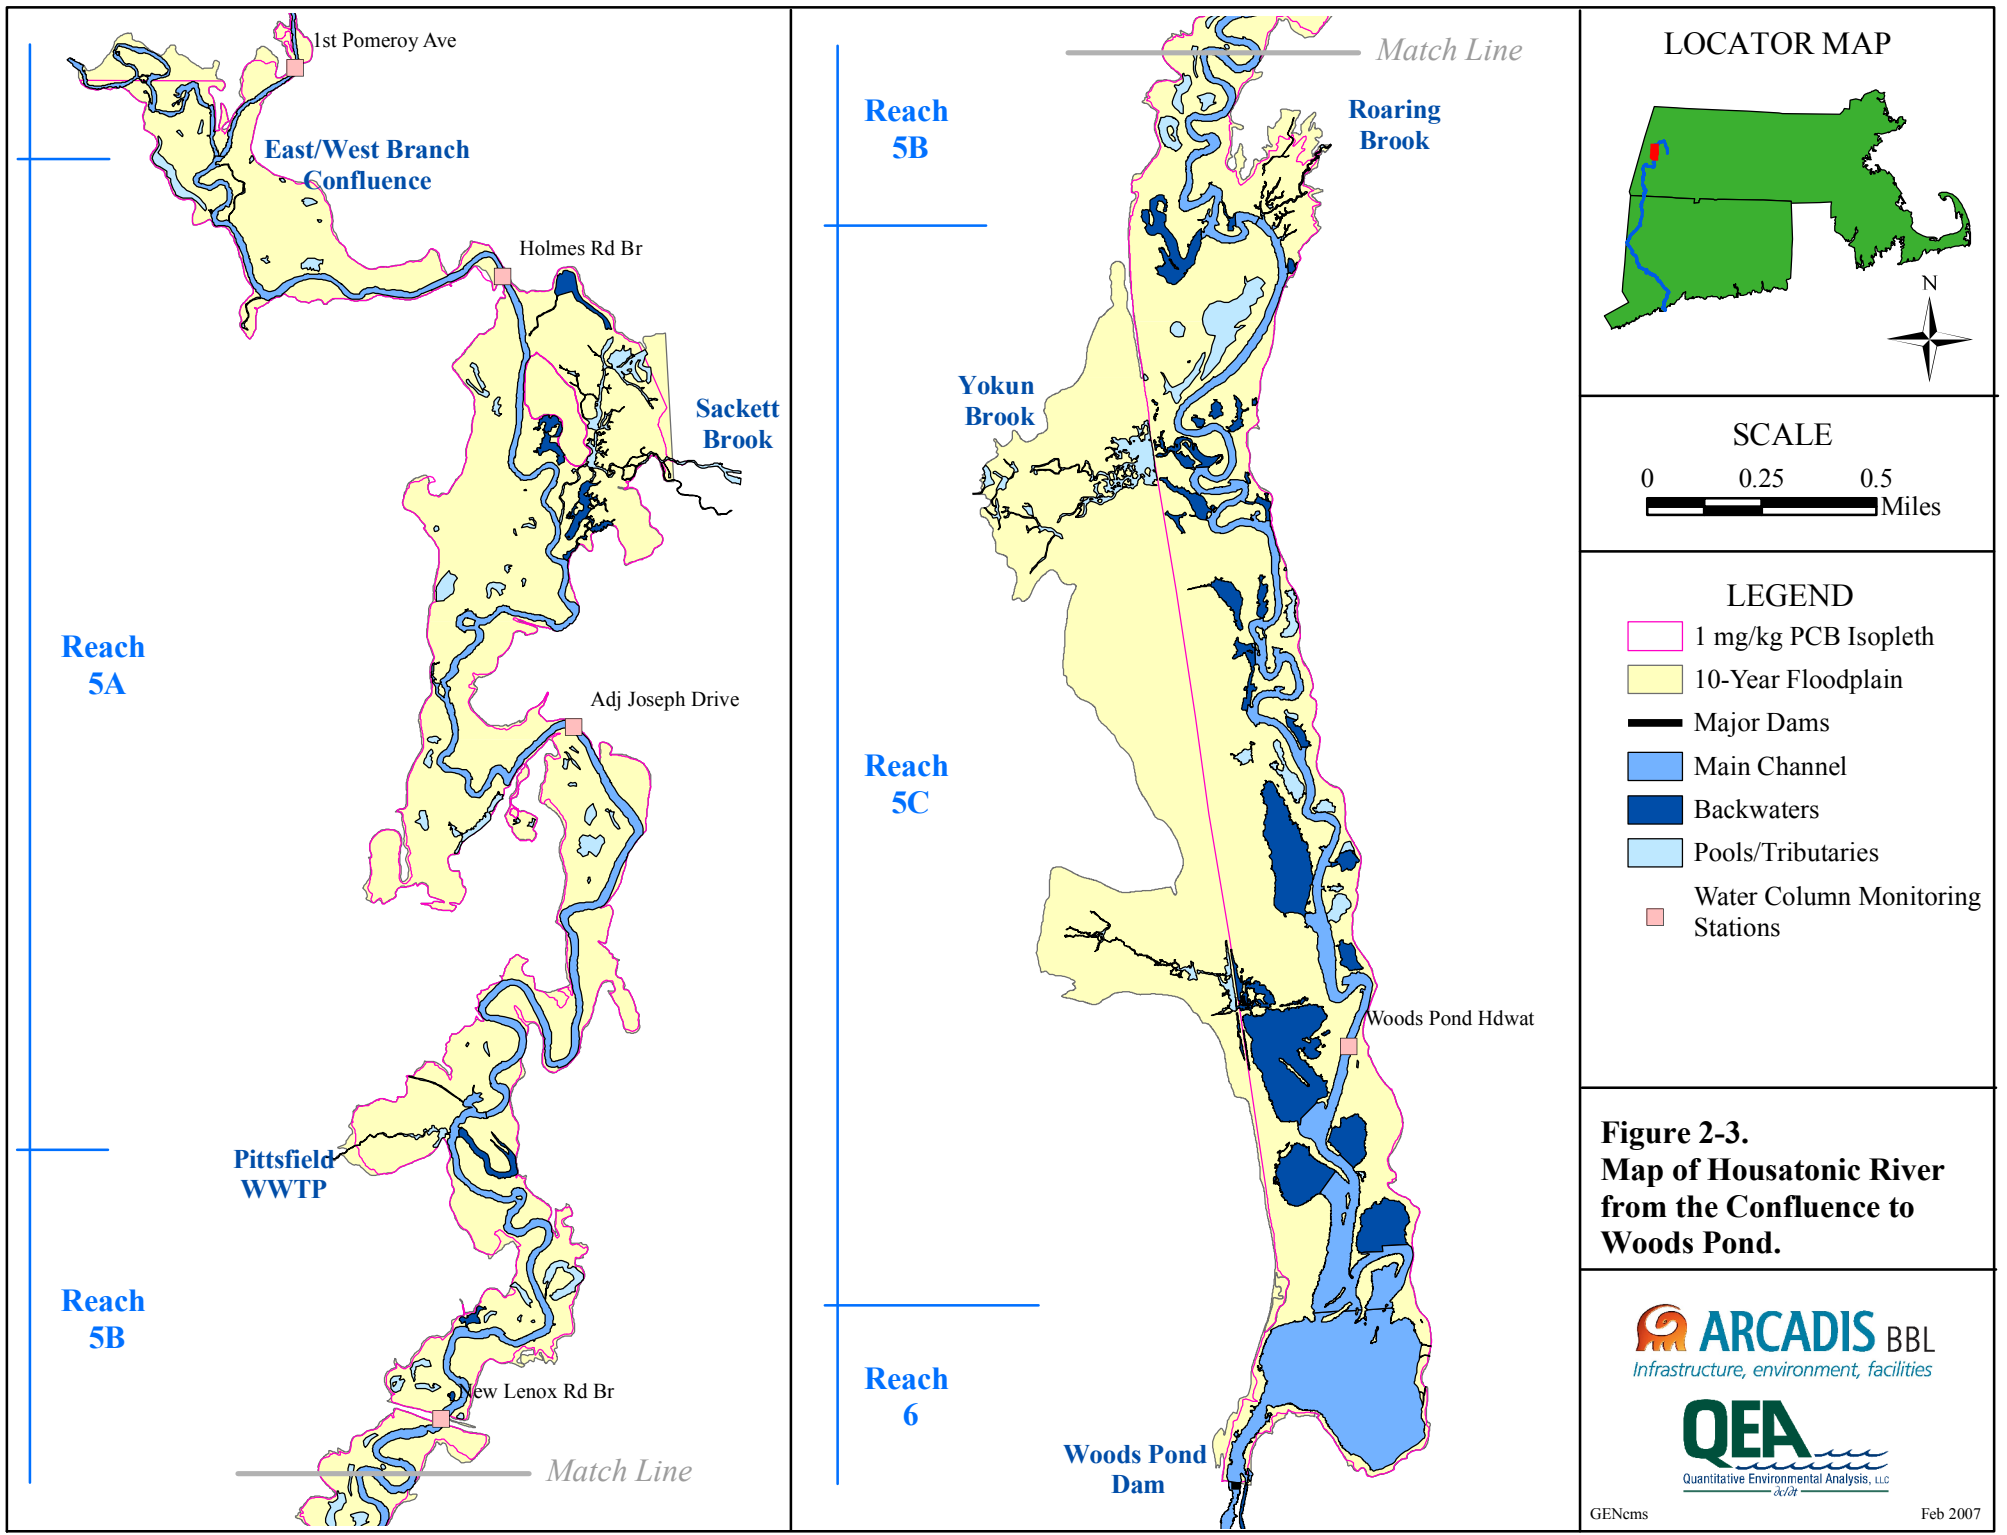 1st Pomeroy Ave
East/West Branch
Confluence
Holmes Rd Br
Sackett
Brook
Reach
5A
Adj Joseph Drive
Pittsfield
WWTP
Reach
5B
New Lenox Rd Br
Match Line
Match Line
Reach
5B
Roaring
Brook
Yokun
Brook
Reach
5C
Woods Pond Hdwat
Reach
6
Woods Pond
Dam
LOCATOR MAP
N
SCALE
0 0.25 0.5
Miles
LEGEND
1 mg/kg PCB Isopleth
10-Year Floodplain
Major Dams
Main Channel
Backwaters
Pools/Tributaries
Water Column Monitoring
Stations
Figure 2-3.
Map of Housatonic River
from the Confluence to
Woods Pond.
ARCADIS BBL
Infrastructure, environment, facilities
QEA
Quantitative Environmental Analysis, LLC
∂c/∂t
GENcms Feb 2007